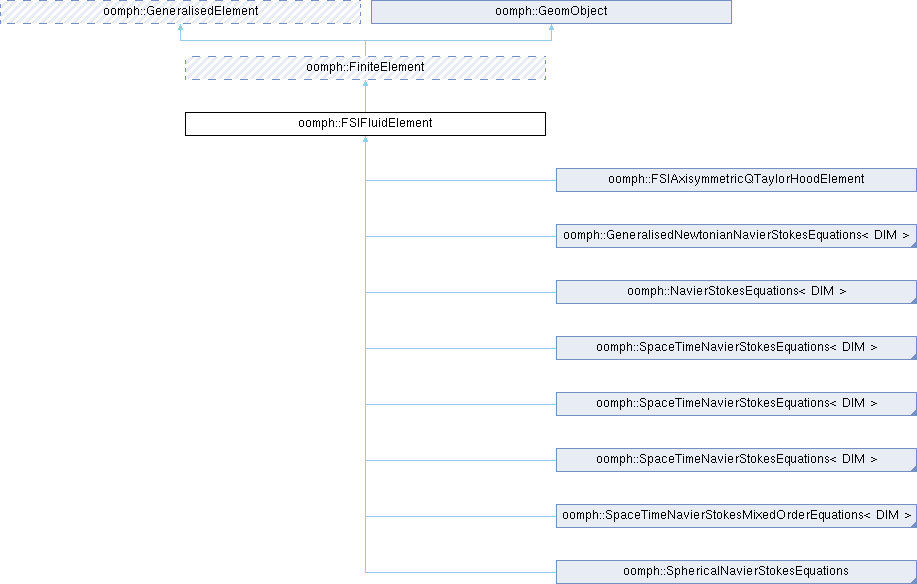 oomph::GeneralisedElement
oomph::GeomObject
oomph::FiniteElement
oomph::FSIFluidElement
oomph::FSIAxisymmetricQTaylorHoodElement
oomph::GeneralisedNewtonianNavierStokesEquations< DIM >
oomph::NavierStokesEquations< DIM >
oomph::SpaceTimeNavierStokesEquations< DIM >
oomph::SpaceTimeNavierStokesEquations< DIM >
oomph::SpaceTimeNavierStokesEquations< DIM >
oomph::SpaceTimeNavierStokesMixedOrderEquations< DIM >
oomph::SphericalNavierStokesEquations